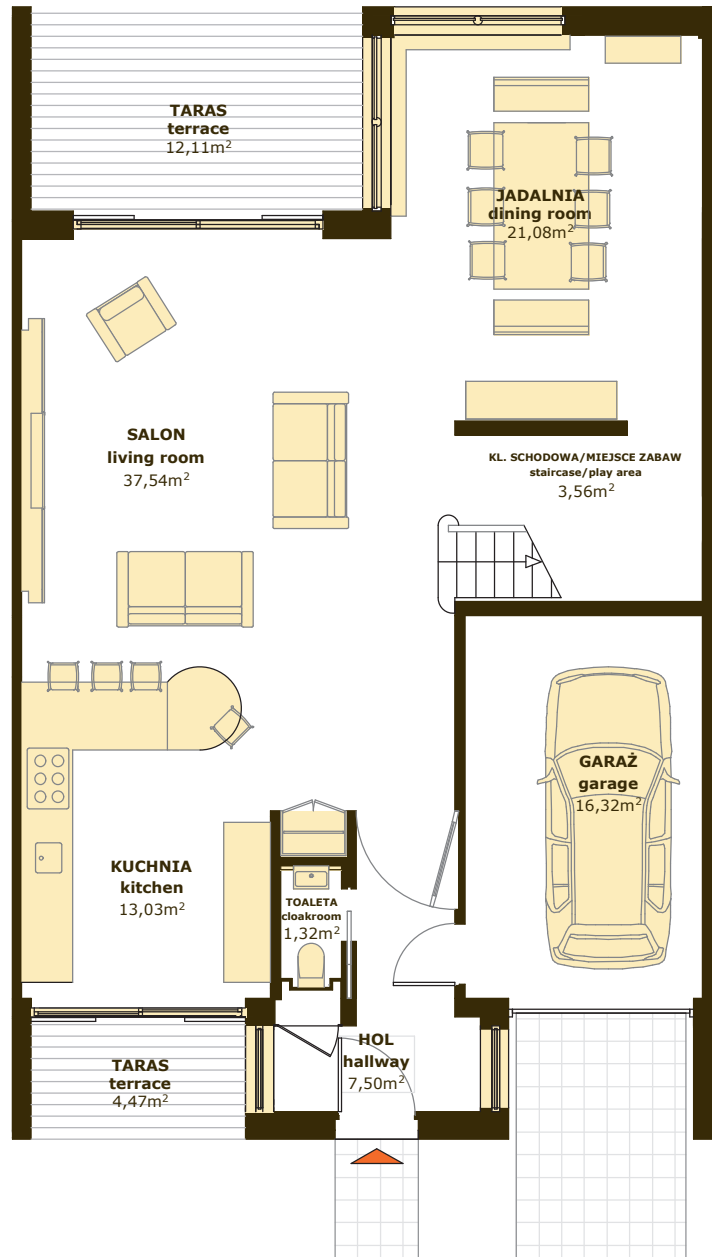 TARAS
terrace
12,11m²
JADALNIA
dining room
21,08m²
SALON
living room
37,54m²
KL. SCHODOWA/MIEJSCE ZABAW
staircase/play area
3,56m²
GARAŻ
garage
16,32m²
KUCHNIA
kitchen
13,03m²
TOALETA
cloakroom
1,32m²
HOL
hallway
7,50m²
TARAS
terrace
4,47m²